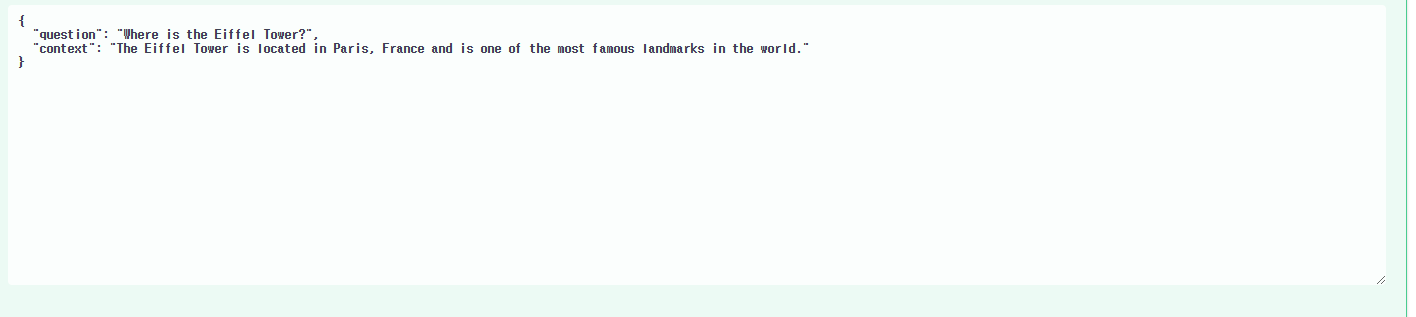 {
  "question": "Where is the Eiffel Tower?",
  "context": "The Eiffel Tower is located in Paris, France and is one of the most famous landmarks in the world."
}